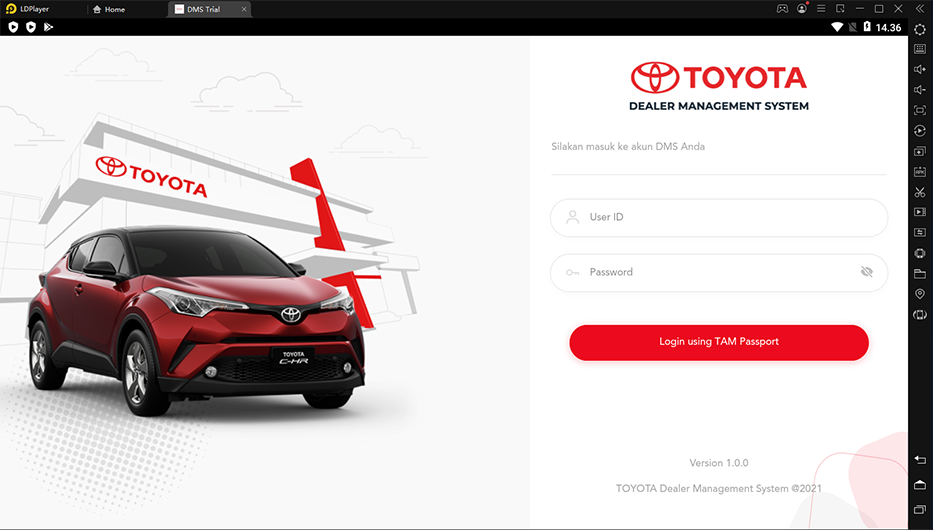 LDPlayer
Home
DMS Trial
14.36
TOYOTA
TOYOTA
DEALER MANAGEMENT SYSTEM
Silakan masuk ke akun DMS Anda
User ID
Password
Login using TAM Passport
TOYOTA
C-HR
Version 1.0.0
TOYOTA Dealer Management System @2021
APK